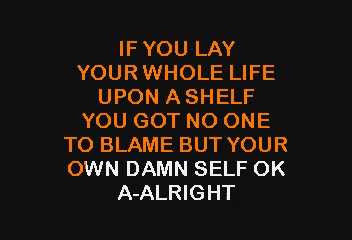 IF YOU LAY
YOUR WHOLE LIFE
UPON A SHELF
YOU GOT NO ONE
TO BLAME BUT YOUR
OWN DAMN SELF OK
A-ALRIGHT